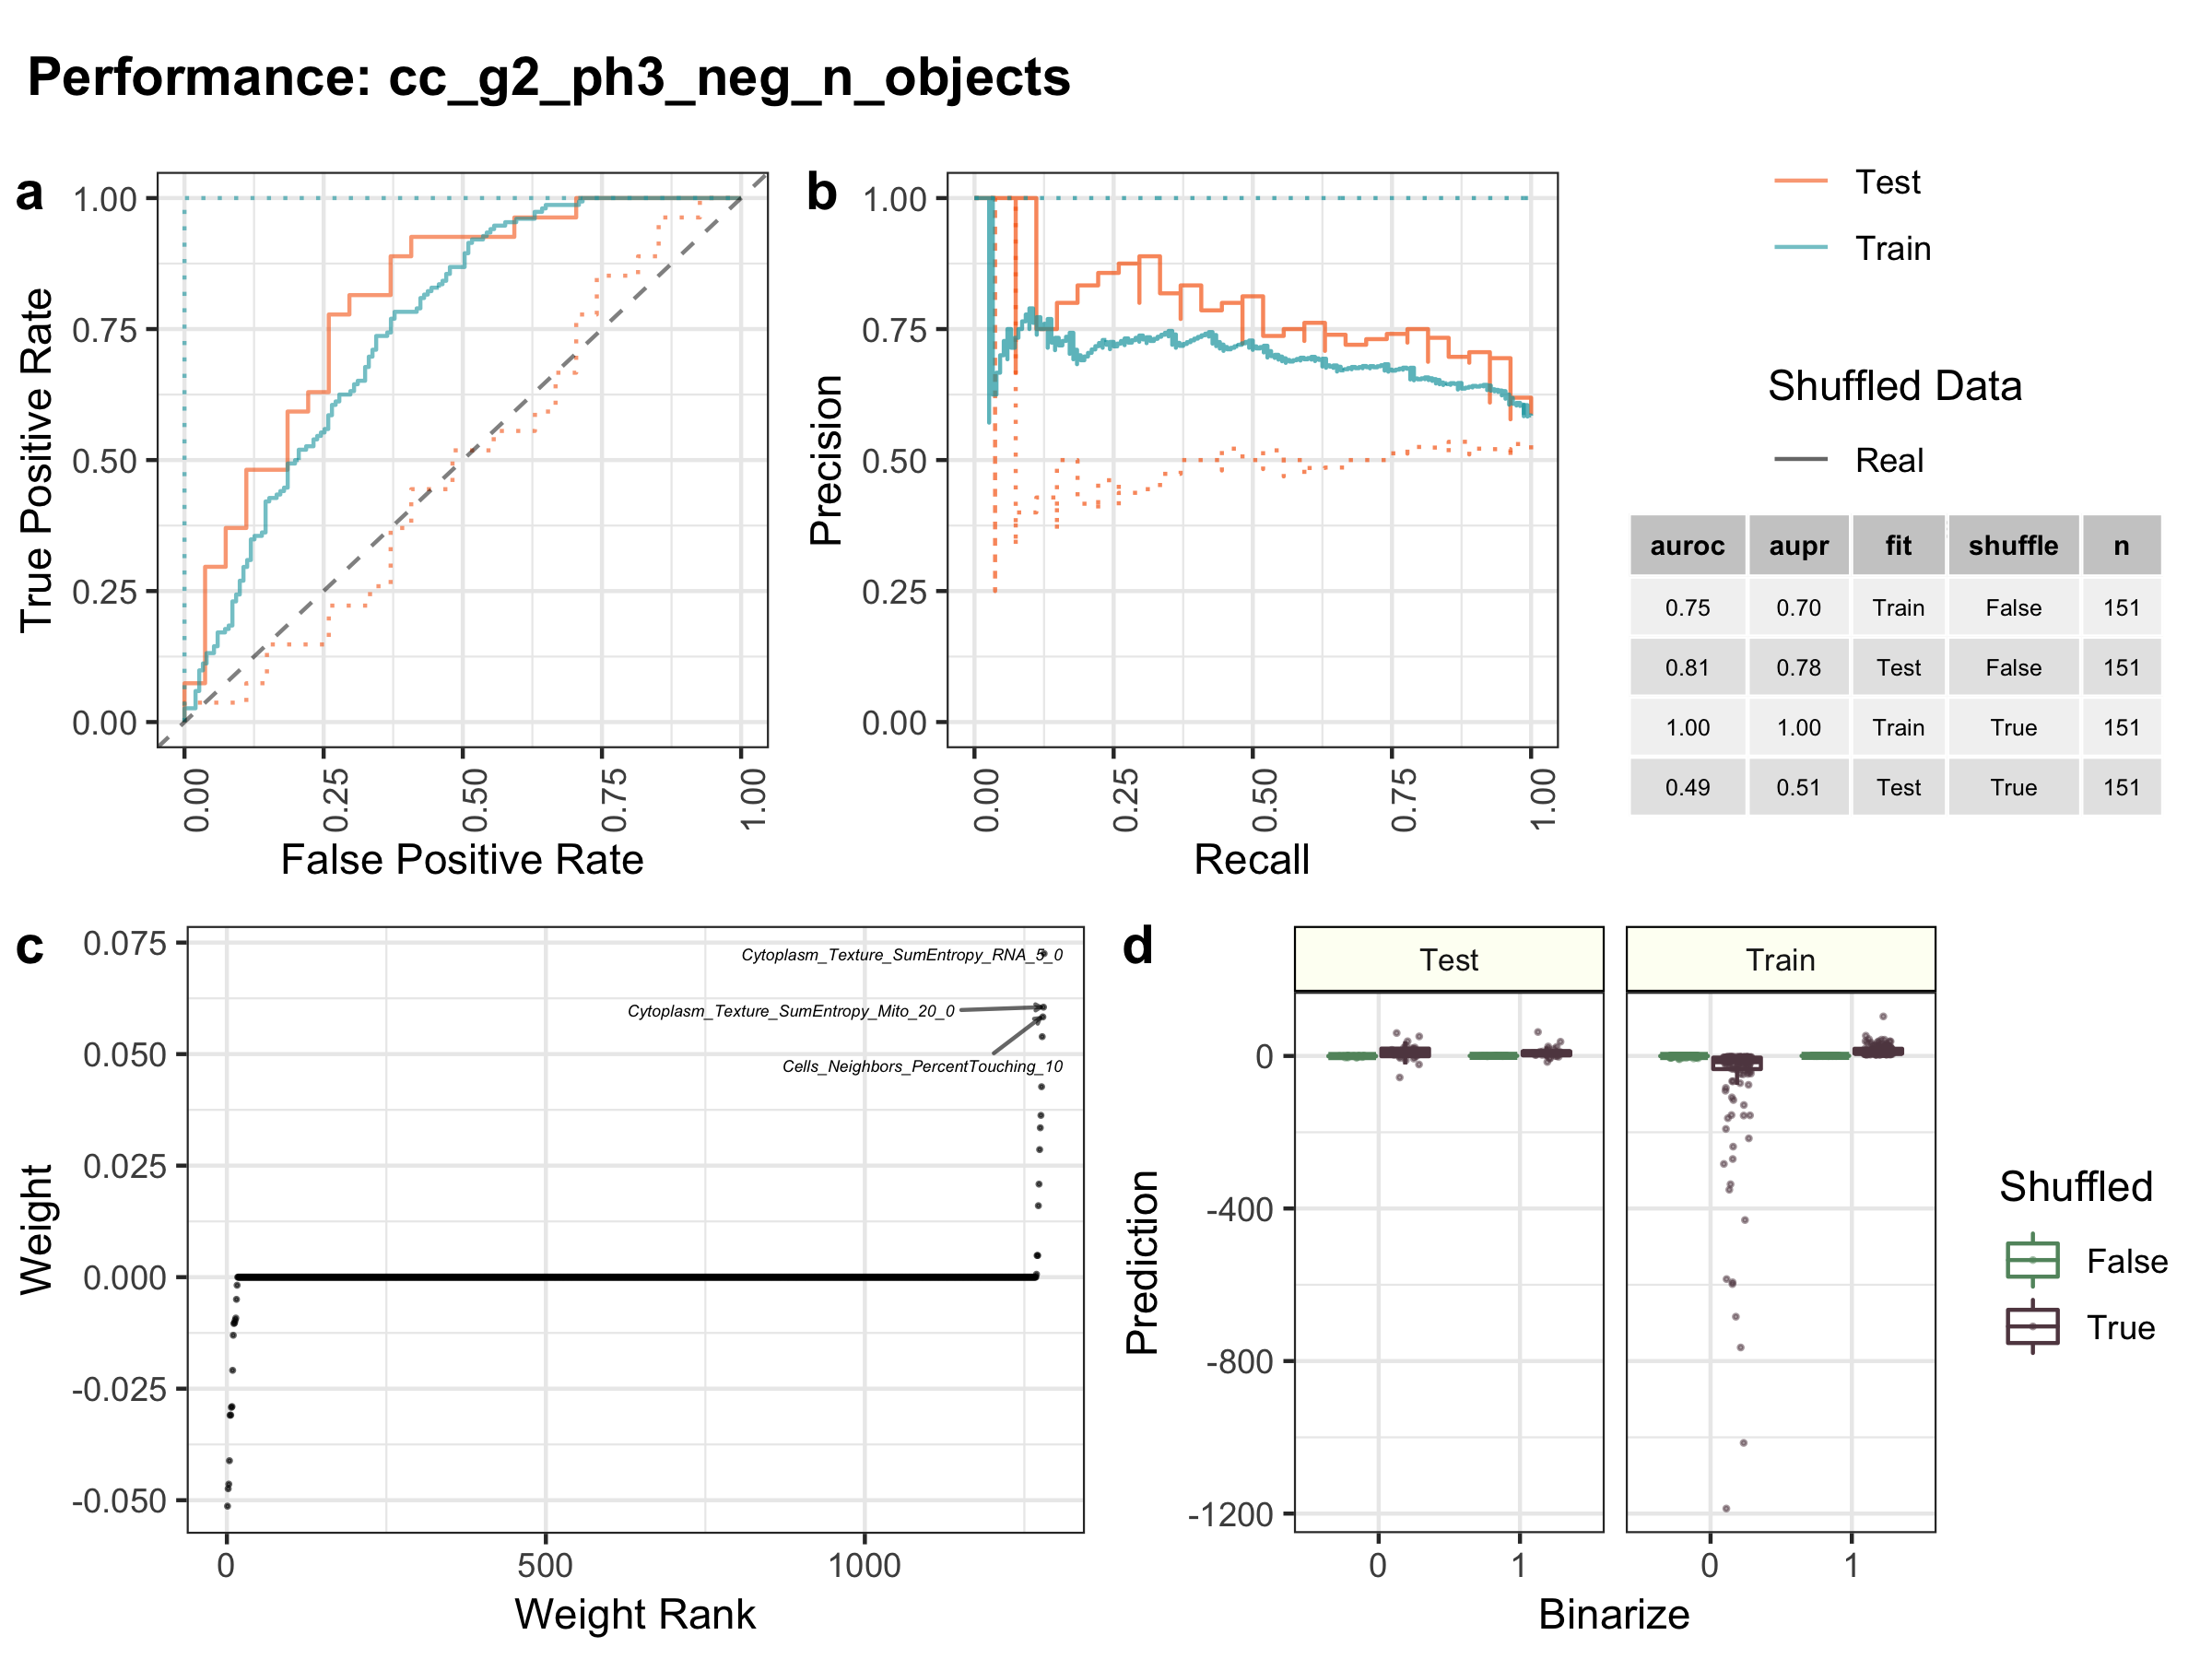 Performance: cc_g2_ph3_neg_n_objects
a
1.00
0.75
0.50
0.25
0.00
True Positive Rate
0.00
0.25
0.50
0.75
1.00
False Positive Rate
b
1.00
0.75
0.50
0.25
0.00
Precision
0.00
0.25
0.50
0.75
1.00
Recall
Test
Train
Shuffled Data
Real
auroc aupr fit shuffle n
0.75 0.70 Train False 151
0.81 0.78 Test False 151
1.00 1.00 Train True 151
0.49 0.51 Test True 151
c
0.075
0.050
0.025
0.000
-0.025
-0.050
Weight
Cytoplasm_Texture_SumEntropy_RNA_5_0
Cytoplasm_Texture_SumEntropy_Mito_20_0
Cells_Neighbors_PercentTouching_10
0
500
1000
Weight Rank
d
Test
Train
0
-400
-800
-1200
Prediction
0
1
0
1
Binarize
Shuffled
False
True